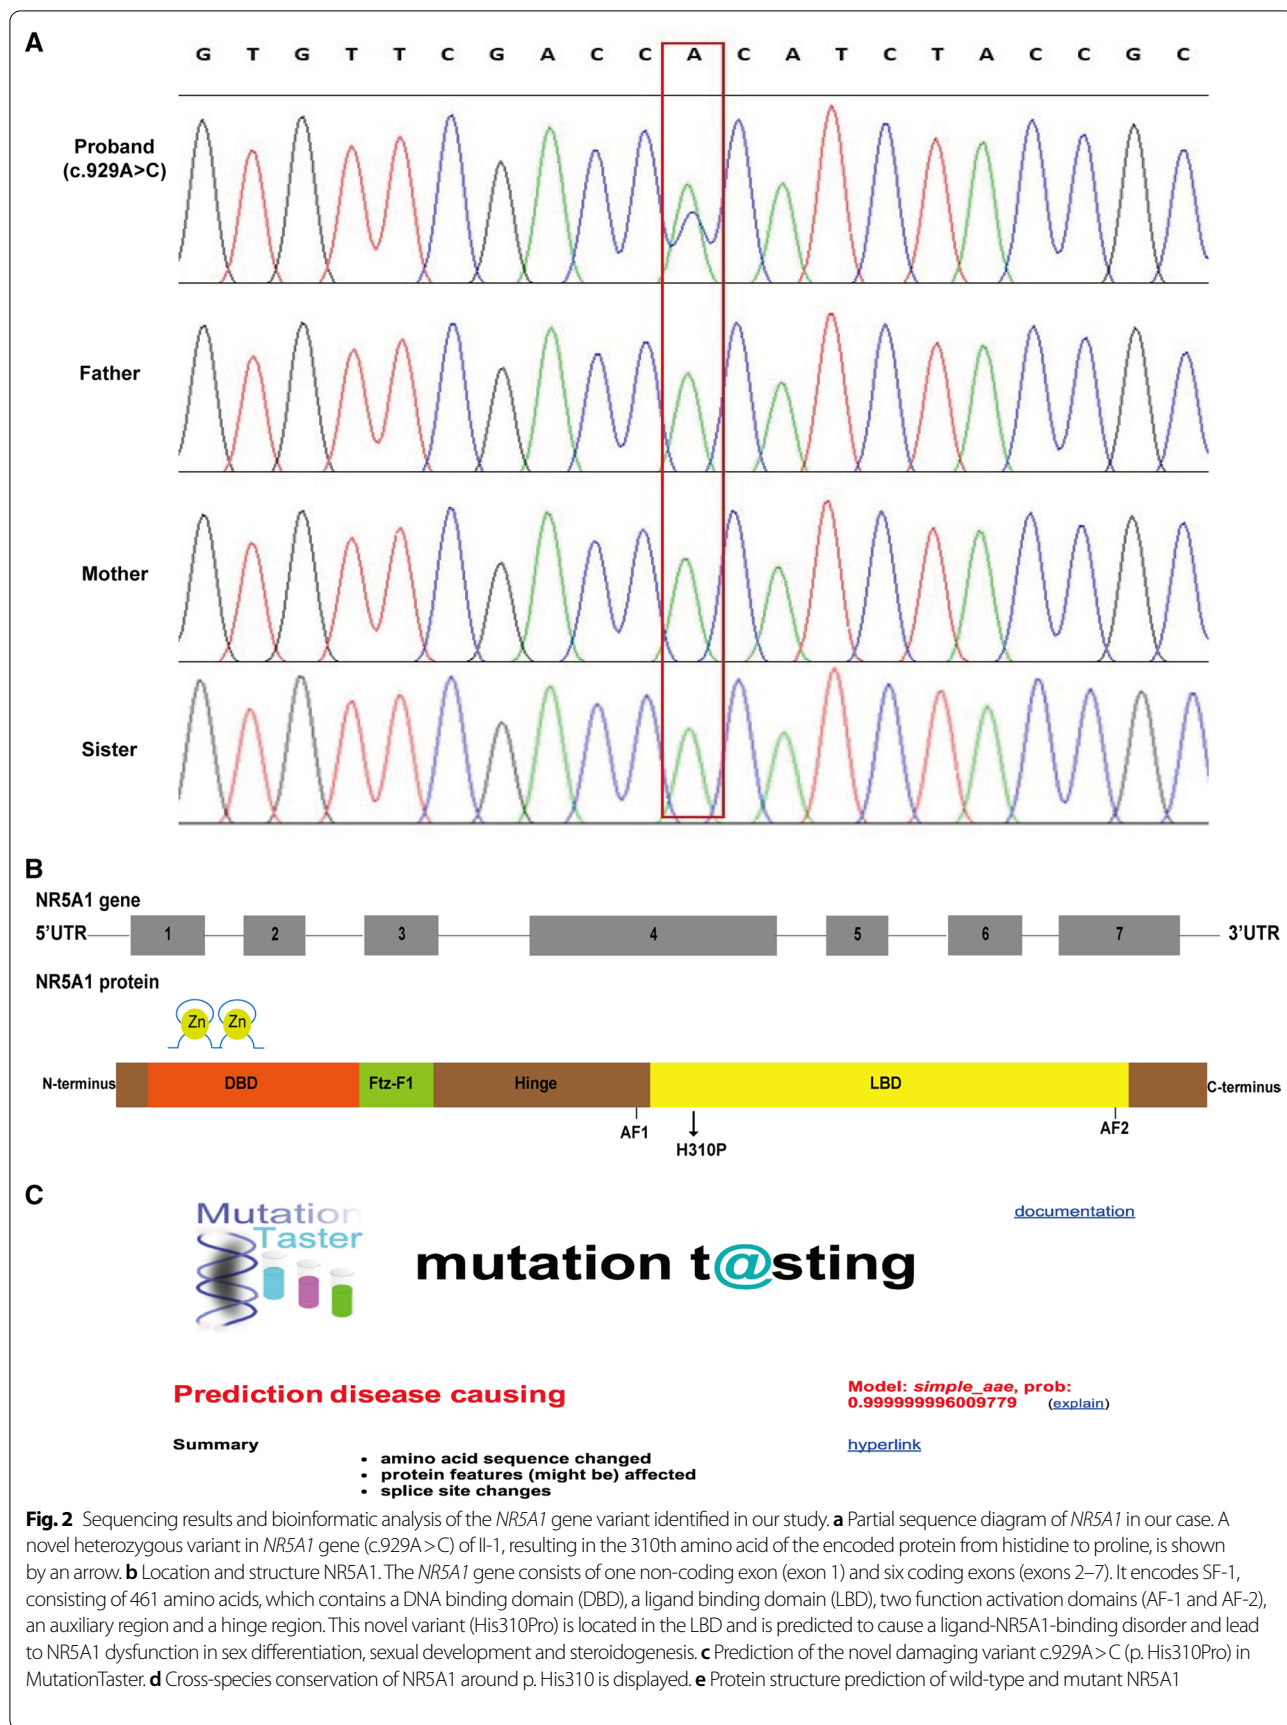 A
G T G T T C G A C C A C A T C T A C C G C
Proband
(c.929A>C)
Father
Mother
Sister
B
NR5A1 gene
5'UTR 1 2 3 4 5 6 7 3'UTR
NR5A1 protein
Zn Zn
N-terminus DBD Ftz-F1 Hinge LBD C-terminus
AF1 AF2
H310P
C
Mutation
Taster
documentation
mutation t@sting
Prediction disease causing
Model: simple_aae, prob:
0.999999996009779 (explain)
Summary
hyperlink
• amino acid sequence changed
• protein features (might be) affected
• splice site changes
Fig. 2 Sequencing results and bioinformatic analysis of the NR5A1 gene variant identified in our study. a Partial sequence diagram of NR5A1 in our case. A
novel heterozygous variant in NR5A1 gene (c.929A > C) of II-1, resulting in the 310th amino acid of the encoded protein from histidine to proline, is shown
by an arrow. b Location and structure NR5A1. The NR5A1 gene consists of one non-coding exon (exon 1) and six coding exons (exons 2–7). It encodes SF-1,
consisting of 461 amino acids, which contains a DNA binding domain (DBD), a ligand binding domain (LBD), two function activation domains (AF-1 and AF-2),
an auxiliary region and a hinge region. This novel variant (His310Pro) is located in the LBD and is predicted to cause a ligand-NR5A1-binding disorder and lead
to NR5A1 dysfunction in sex differentiation, sexual development and steroidogenesis. c Prediction of the novel damaging variant c.929A > C (p. His310Pro) in
MutationTaster. d Cross-species conservation of NR5A1 around p. His310 is displayed. e Protein structure prediction of wild-type and mutant NR5A1